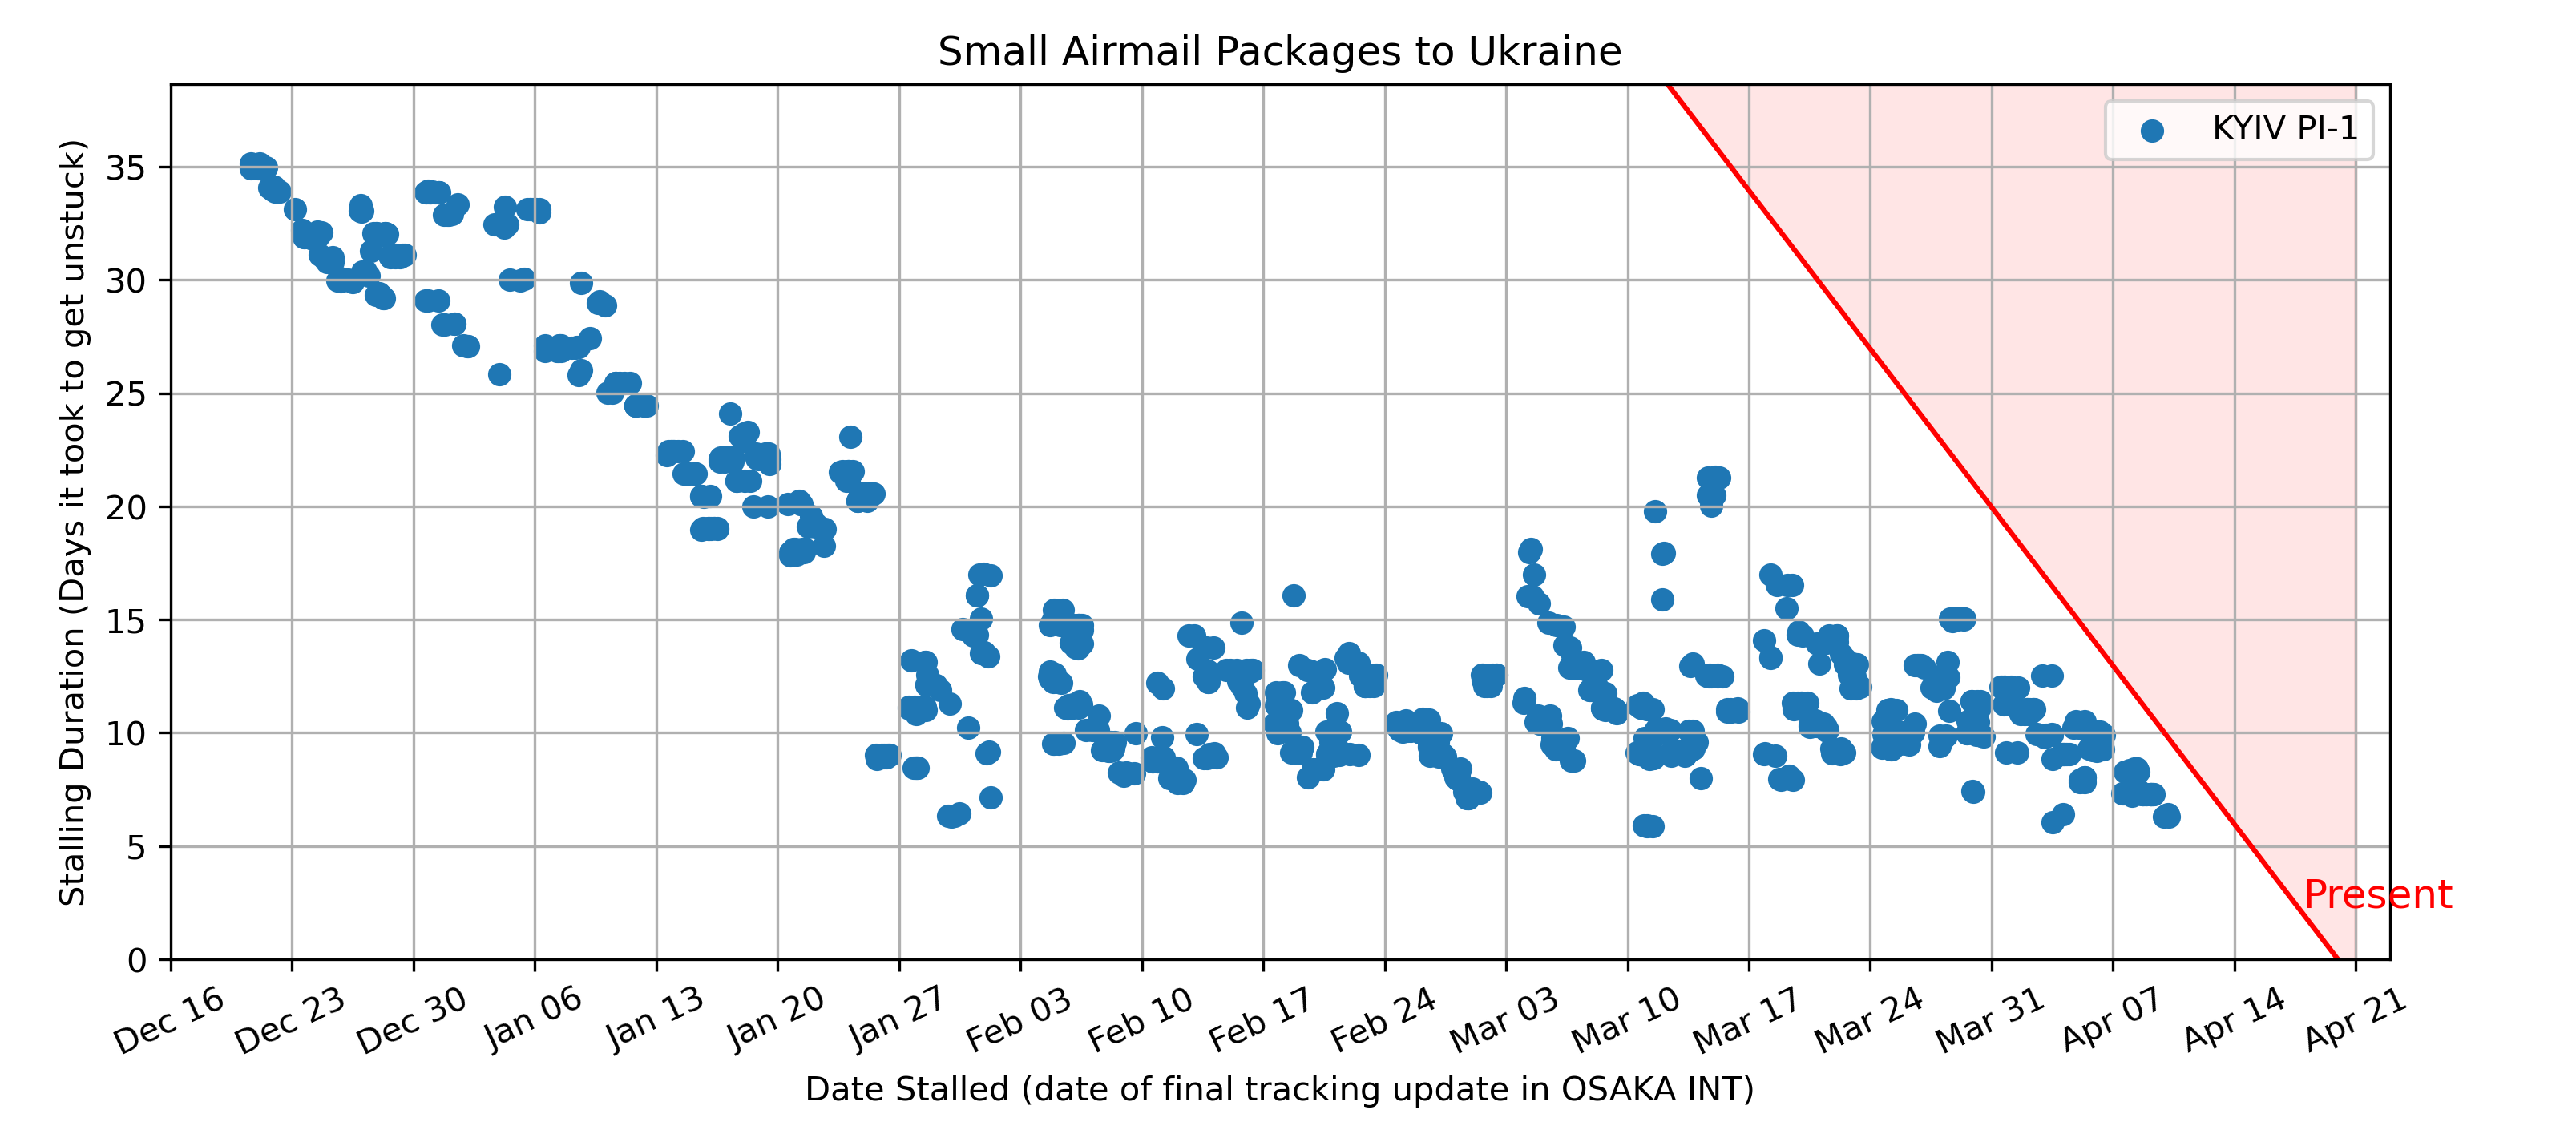 Small Airmail Packages to Ukraine
KYIV PI-1
Stalling Duration (Days it took to get unstuck)
35
30
25
20
15
10
5
0
Present
Dec 16
Dec 23
Dec 30
Jan 06
Jan 13
Jan 20
Jan 27
Feb 03
Feb 10
Feb 17
Feb 24
Mar 03
Mar 10
Mar 17
Mar 24
Mar 31
Apr 07
Apr 14
Apr 21
Date Stalled (date of final tracking update in OSAKA INT)